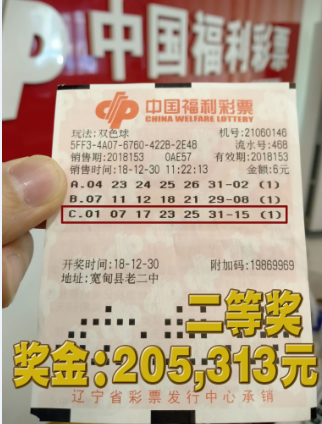 中国福利彩票
中国福利彩票
CHINA WELFARE LOTTERY
玩法:双色球 机号:21060146
5FF3-4A07-6760-422B-2E48 流水号:468
销售期:2018153 0AE57 有效期:2018153
销售时间:18-12-30 11:22:13 金额:6元
A.04 23 24 25 26 31-02 (1)
B.07 11 12 18 21 29-08 (1)
C.01 07 17 23 25 31-15 (1)
开奖时间:18-12-30 附加码:19869969
地址:宽甸县老二中
二等奖
奖金:205,313元
辽宁省彩票发行中心承销